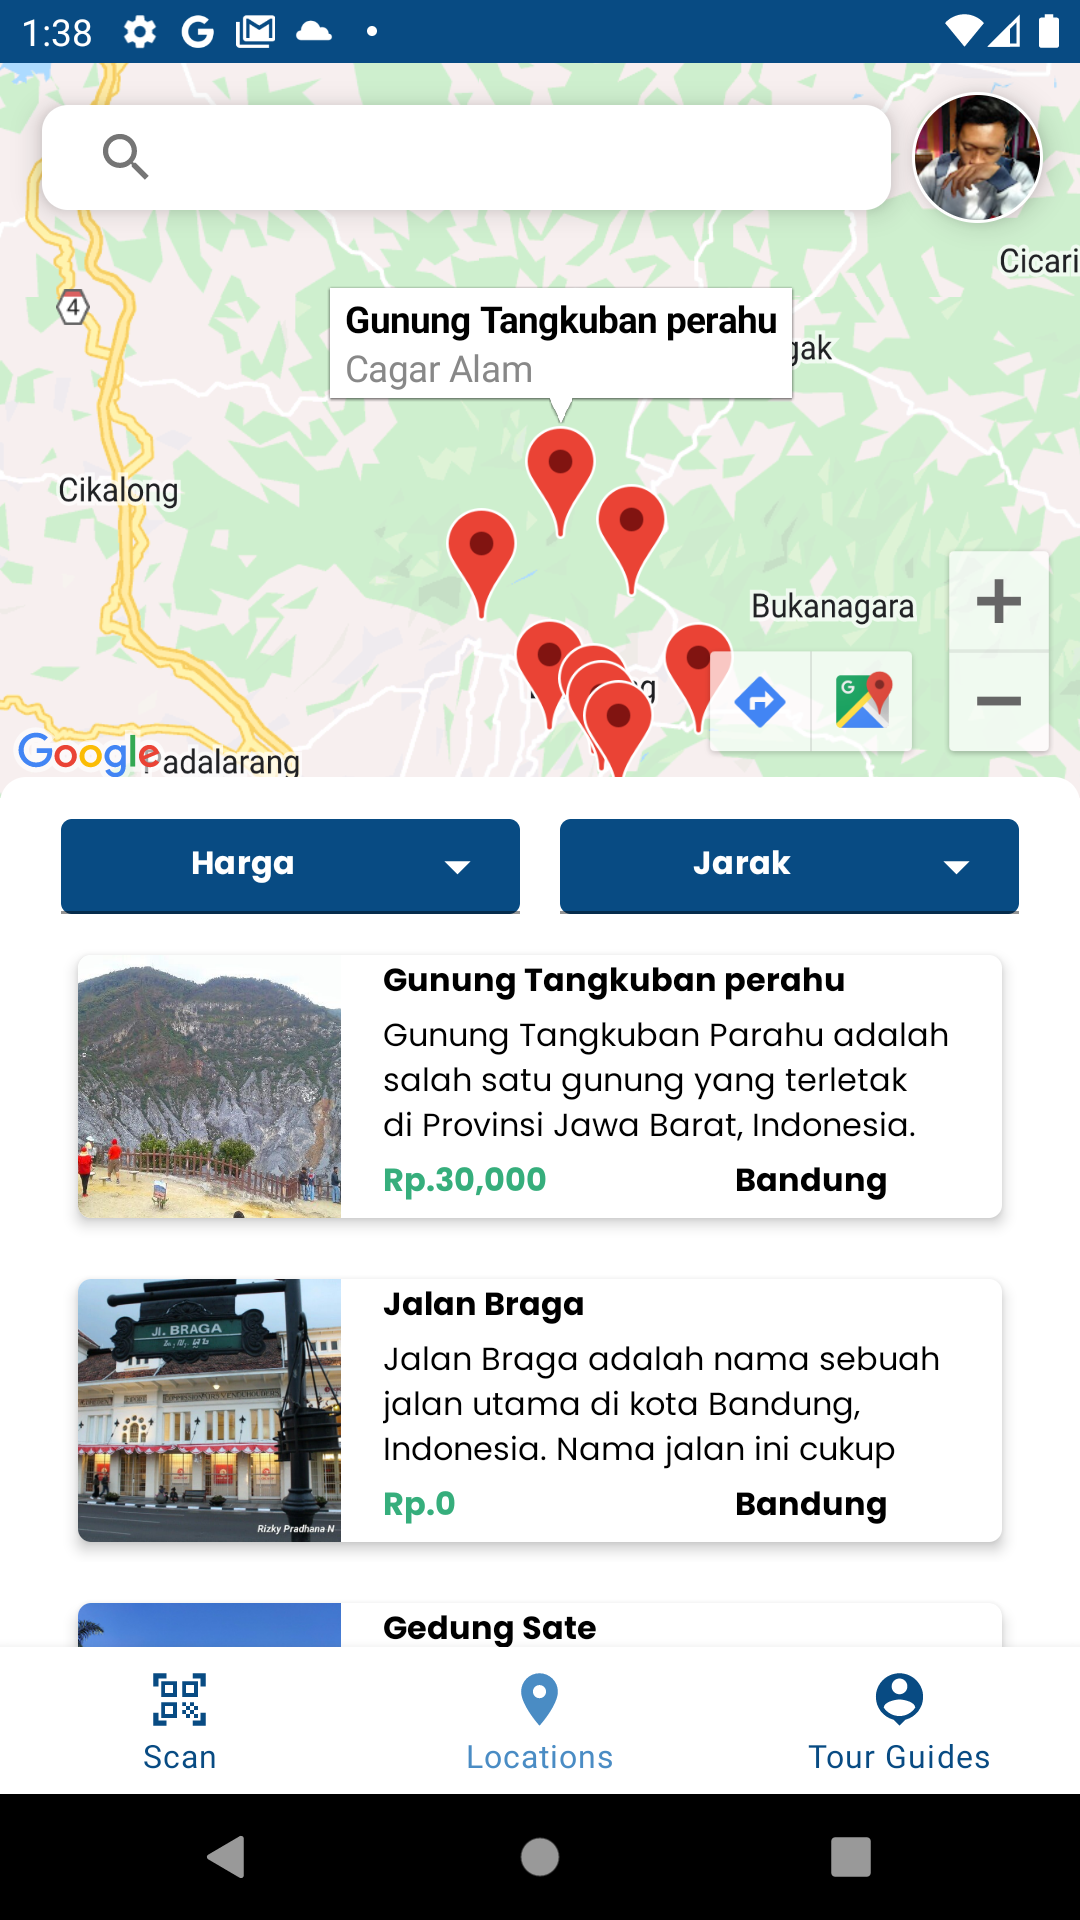 1:38
Cicari
4
Gunung Tangkuban perahu
Cagar Alam
gak
Cikalong
Bukanagara
g
Google
adalarang
Harga
Jarak
Gunung Tangkuban perahu
Gunung Tangkuban Parahu adalah
salah satu gunung yang terletak
di Provinsi Jawa Barat, Indonesia.
Rp.30,000
Bandung
JI. BRAGA
Rizky Pradhana N
Jalan Braga
Jalan Braga adalah nama sebuah
jalan utama di kota Bandung,
Indonesia. Nama jalan ini cukup
Rp.0
Bandung
Gedung Sate
Scan
Locations
Tour Guides